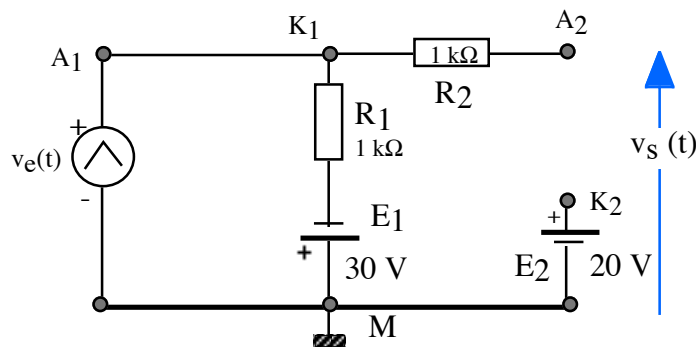 K1
A2
A1
1 kΩ
R2
R1
1 kΩ
+
ve(t)
-
vs (t)
E1
+
30 V
K2
+
E2
20 V
M